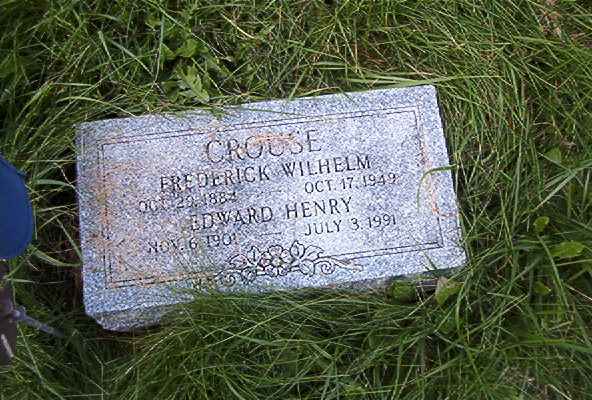 CROUSE
FREDERICK WILHELM
OCT. 29, 1884 — OCT. 17, 1949
EDWARD HENRY
NOV. 6, 1901 — JULY 3, 1991